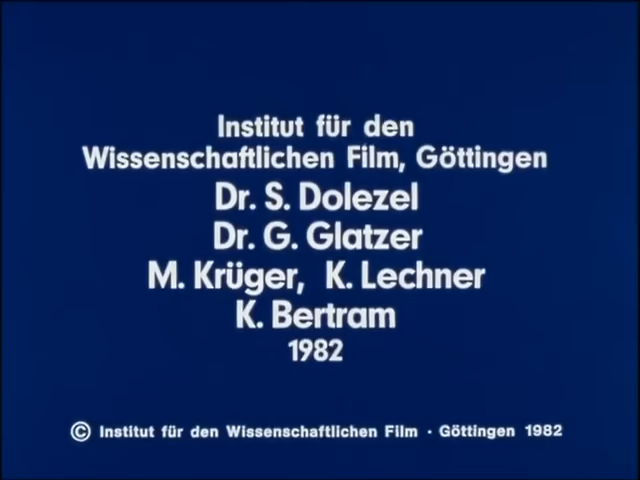 Institut für den
Wissenschaftlichen Film, Göttingen
Dr. S. Dolezel
Dr. G. Glatzer
M. Krüger, K. Lechner
K. Bertram
1982
© Institut für den Wissenschaftlichen Film · Göttingen 1982